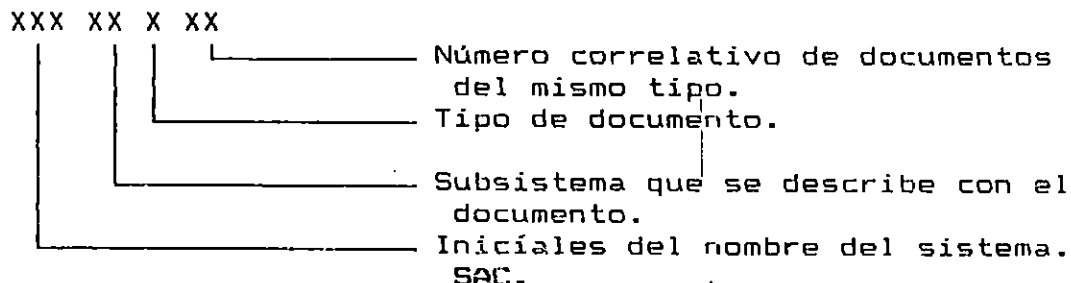 XXX XX X XX
Número correlativo de documentos
del mismo tipo.
Tipo de documento.
Subsistema que se describe con el
documento.
Inicíales del nombre del sistema.
SAC.